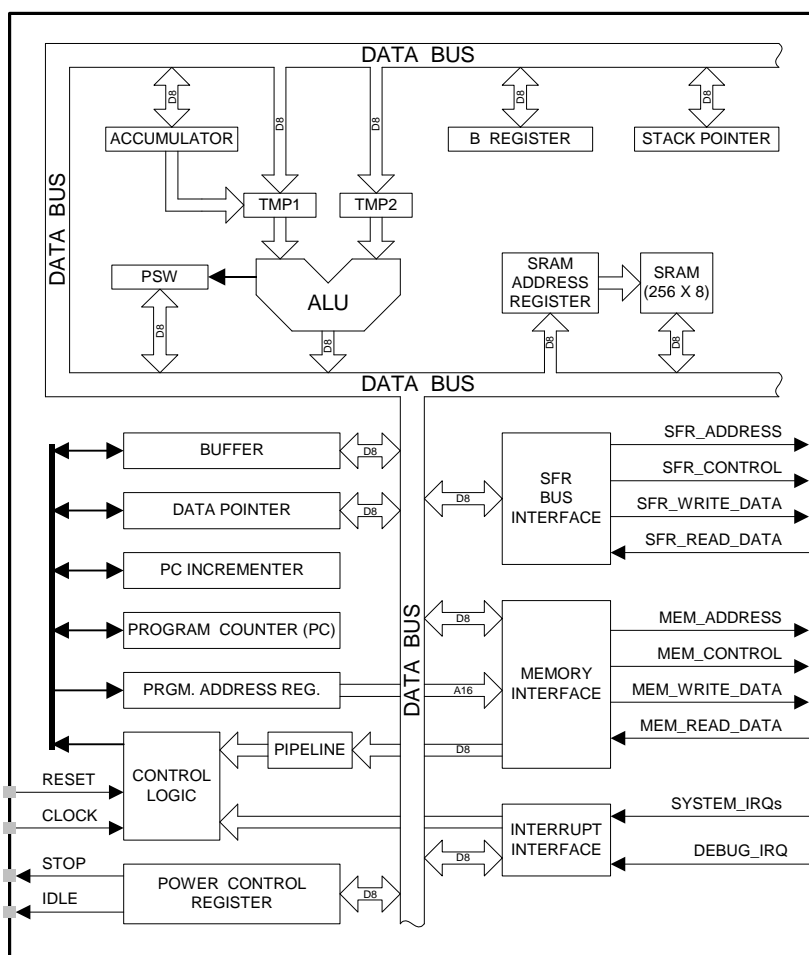 DATA BUS
D8
D8
D8
D8
D8
ACCUMULATOR
B REGISTER
STACK POINTER
DATA BUS
TMP1
TMP2
PSW
ALU
SRAM
ADDRESS
REGISTER
SRAM
(256 X 8)
D8
D8
D8
D8
DATA BUS
BUFFER
D8
DATA POINTER
D8
PC INCREMENTER
PROGRAM COUNTER (PC)
PRGM. ADDRESS REG.
A16
PIPELINE
D8
CONTROL
LOGIC
RESET
CLOCK
STOP
IDLE
POWER CONTROL
REGISTER
D8
DATA BUS
D8
SFR
BUS
INTERFACE
SFR_ADDRESS
SFR_CONTROL
SFR_WRITE_DATA
SFR_READ_DATA
D8
MEMORY
INTERFACE
MEM_ADDRESS
MEM_CONTROL
MEM_WRITE_DATA
MEM_READ_DATA
D8
INTERRUPT
INTERFACE
SYSTEM_IRQs
DEBUG_IRQ